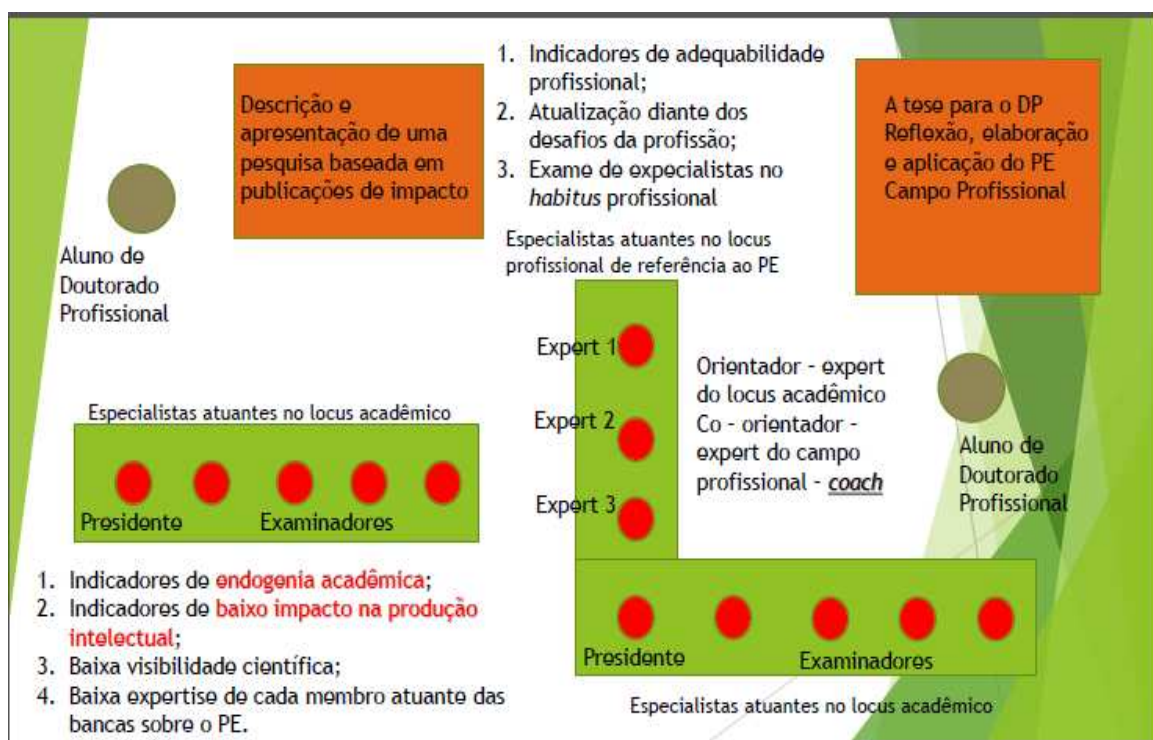 Descrição e
apresentação de uma
pesquisa baseada em
publicações de impacto
Aluno de
Doutorado
Profissional
Especialistas atuantes no locus acadêmico
Presidente
Examinadores
1. Indicadores de endogenia acadêmica;
2. Indicadores de baixo impacto na produção
intelectual;
3. Baixa visibilidade científica;
4. Baixa expertise de cada membro atuante das
bancas sobre o PE.
1. Indicadores de adequabilidade
profissional;
2. Atualização diante dos
desafios da profissão;
3. Exame de expecialistas no
habitus profissional
Especialistas atuantes no locus
profissional de referência ao PE
A tese para o DP
Reflexão, elaboração
e aplicação do PE
Campo Profissional
Expert 1
Expert 2
Expert 3
Orientador - expert
do locus acadêmico
Co - orientador -
expert do campo
profissional - coach
Aluno de
Doutorado
Profissional
Presidente
Examinadores
Especialistas atuantes no locus acadêmico